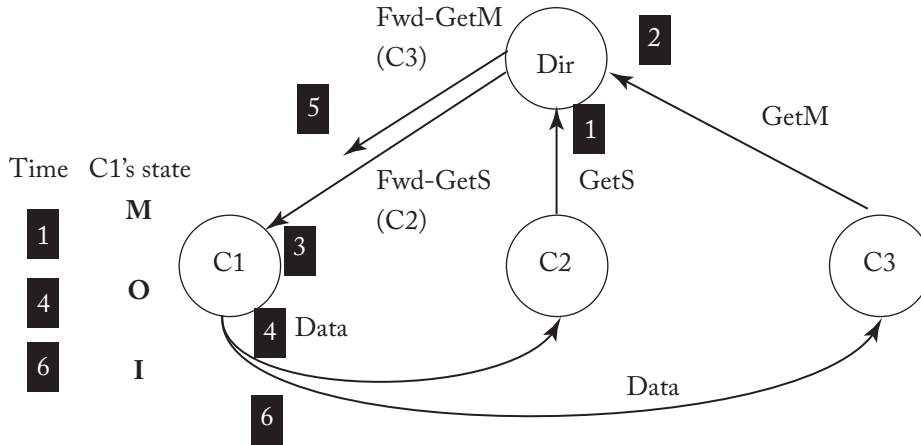 Fwd-GetM
(C3)
Dir
2
5
1
GetM
Time C1's state
Fwd-GetS
(C2)
GetS
M
1
3
C1
C2
C3
O
4
4
Data
6
I
Data
6